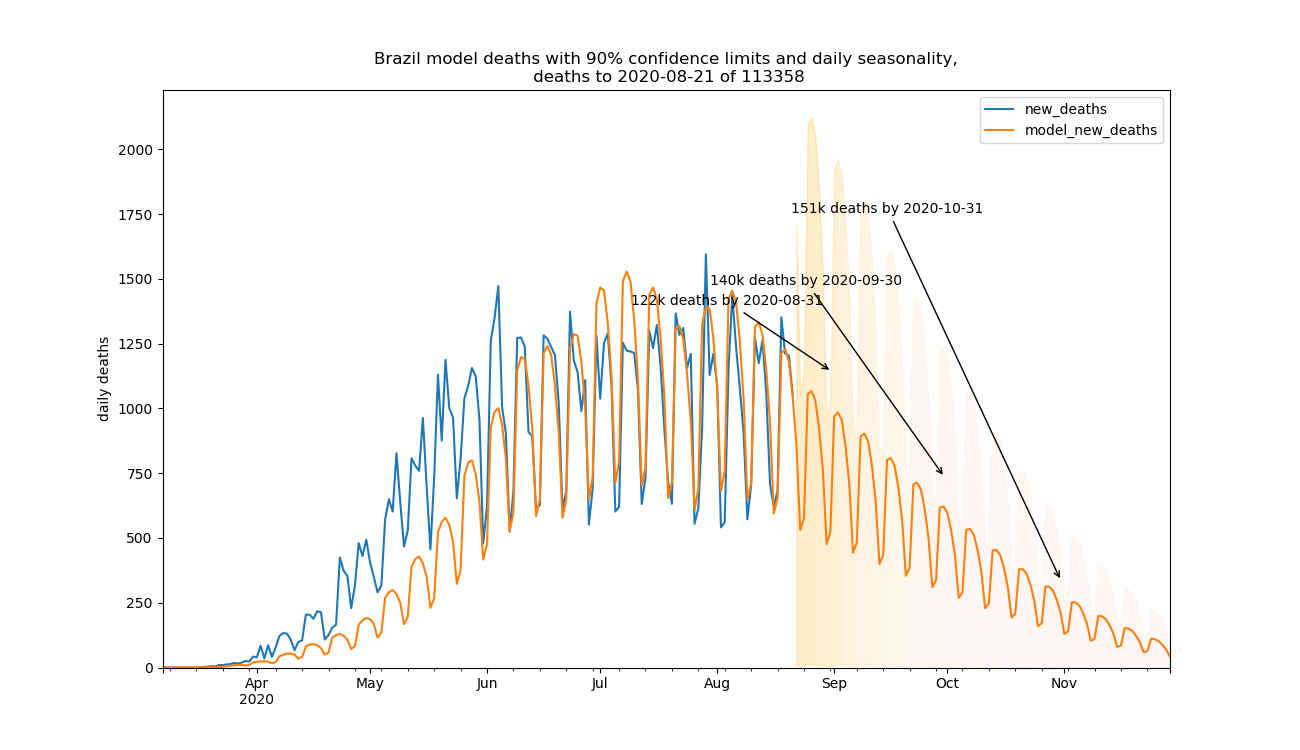 Brazil model deaths with 90% confidence limits and daily seasonality,
deaths to 2020-08-21 of 113358
new_deaths
model_new_deaths
daily deaths
2000
1750
1500
1250
1000
750
500
250
0
151k deaths by 2020-10-31
140k deaths by 2020-09-30
122k deaths by 2020-08-31
Apr
2020
May
Jun
Jul
Aug
Sep
Oct
Nov